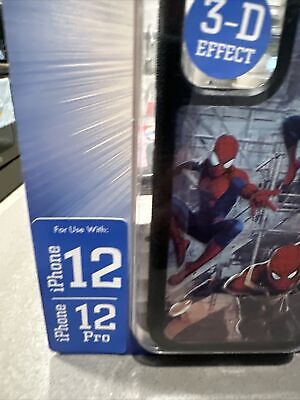 3-D
EFFECT
For Use With:
iPhone 12
iPhone 12 Pro